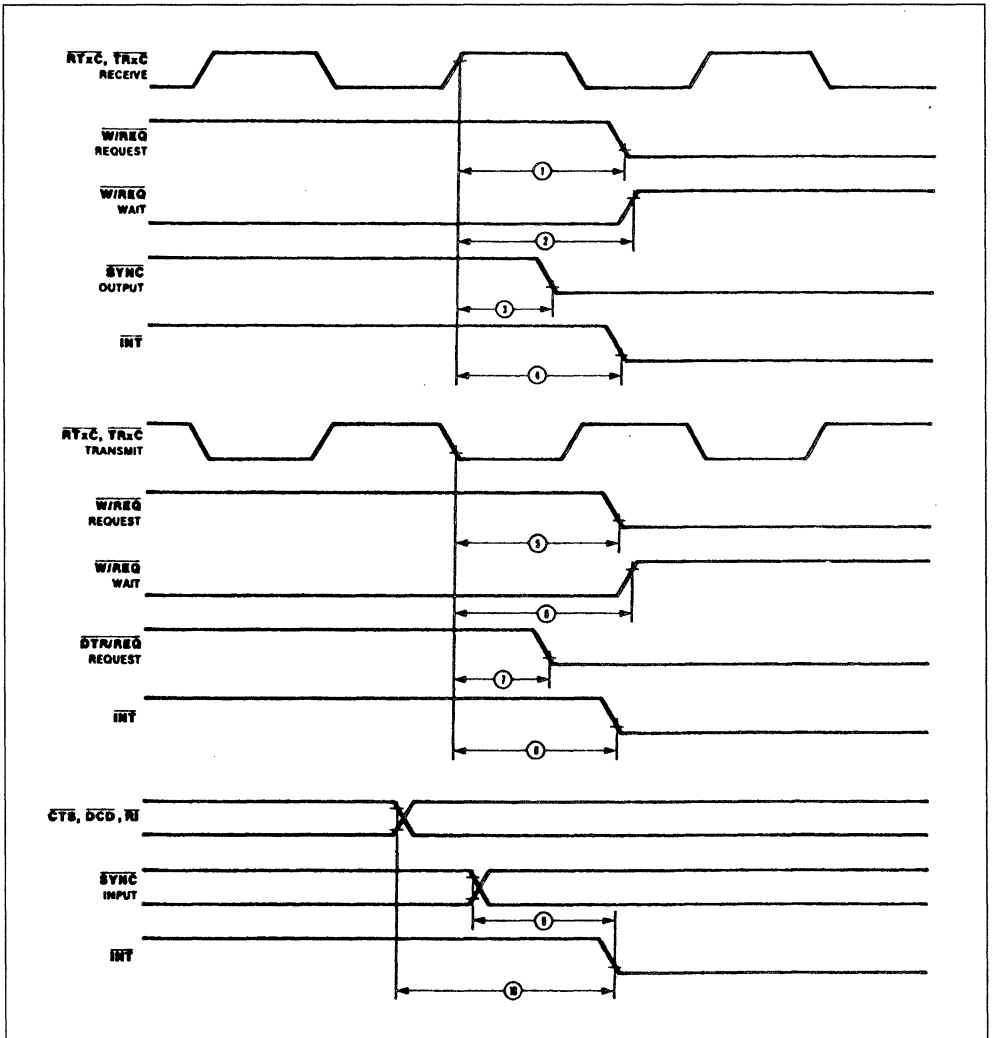 RTxC, TRxC
RECEIVE
W/REQ
REQUEST
1
W/REQ
WAIT
2
SYNC
OUTPUT
3
INT
4
RTxC, TRxC
TRANSMIT
W/REQ
REQUEST
5
W/REQ
WAIT
6
DTR/REQ
REQUEST
7
INT
8
CTS, DCD, RI
SYNC
INPUT
9
INT
10